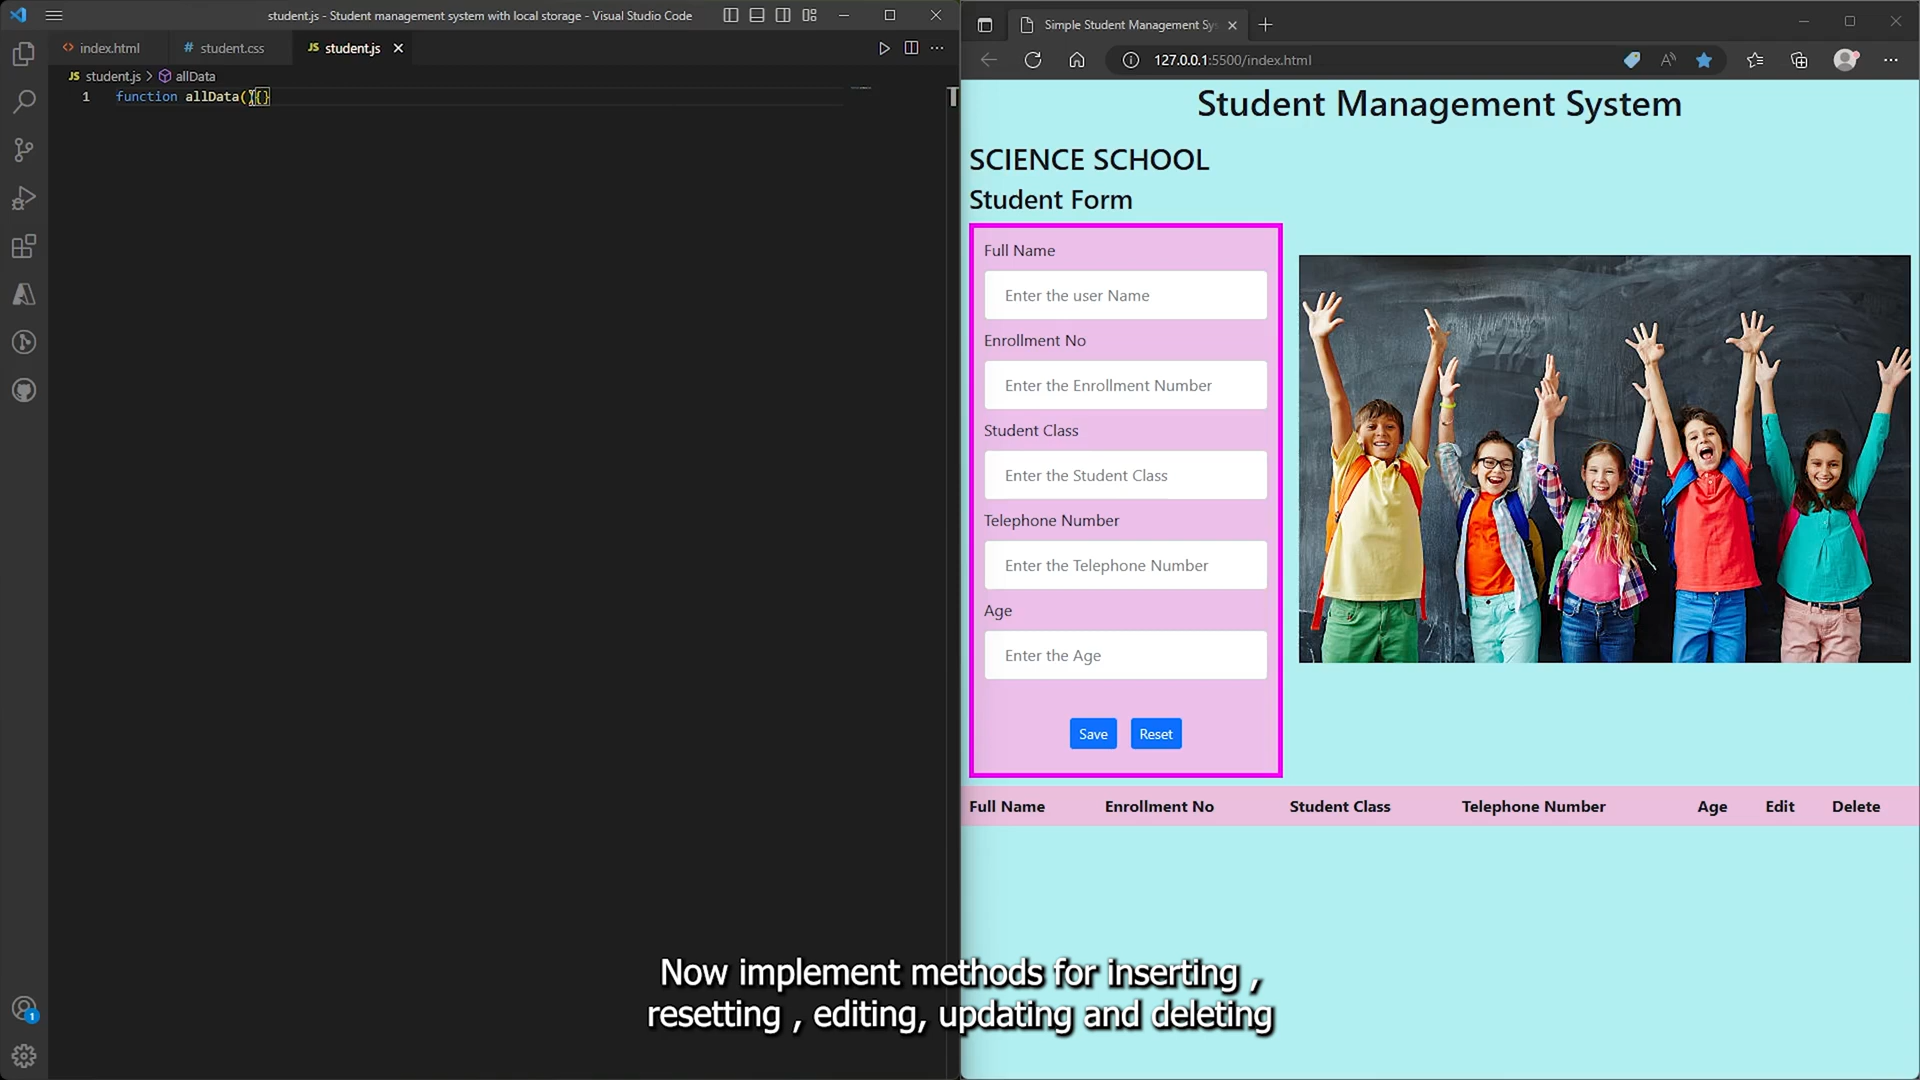 student.js - Student management system with local storage - Visual Studio Code
index.html
student.css
JS student.js
JS student.js > allData
1 function allData(){}
1
Simple Student Management Sy
127.0.0.1:5500/index.html
Student Management System
SCIENCE SCHOOL
Student Form
Full Name
Enter the user Name
Enrollment No
Enter the Enrollment Number
Student Class
Enter the Student Class
Telephone Number
Enter the Telephone Number
Age
Enter the Age
Save Reset
Full Name Enrollment No Student Class Telephone Number Age Edit Delete
Now implement methods for inserting ,
resetting , editing, updating and deleting